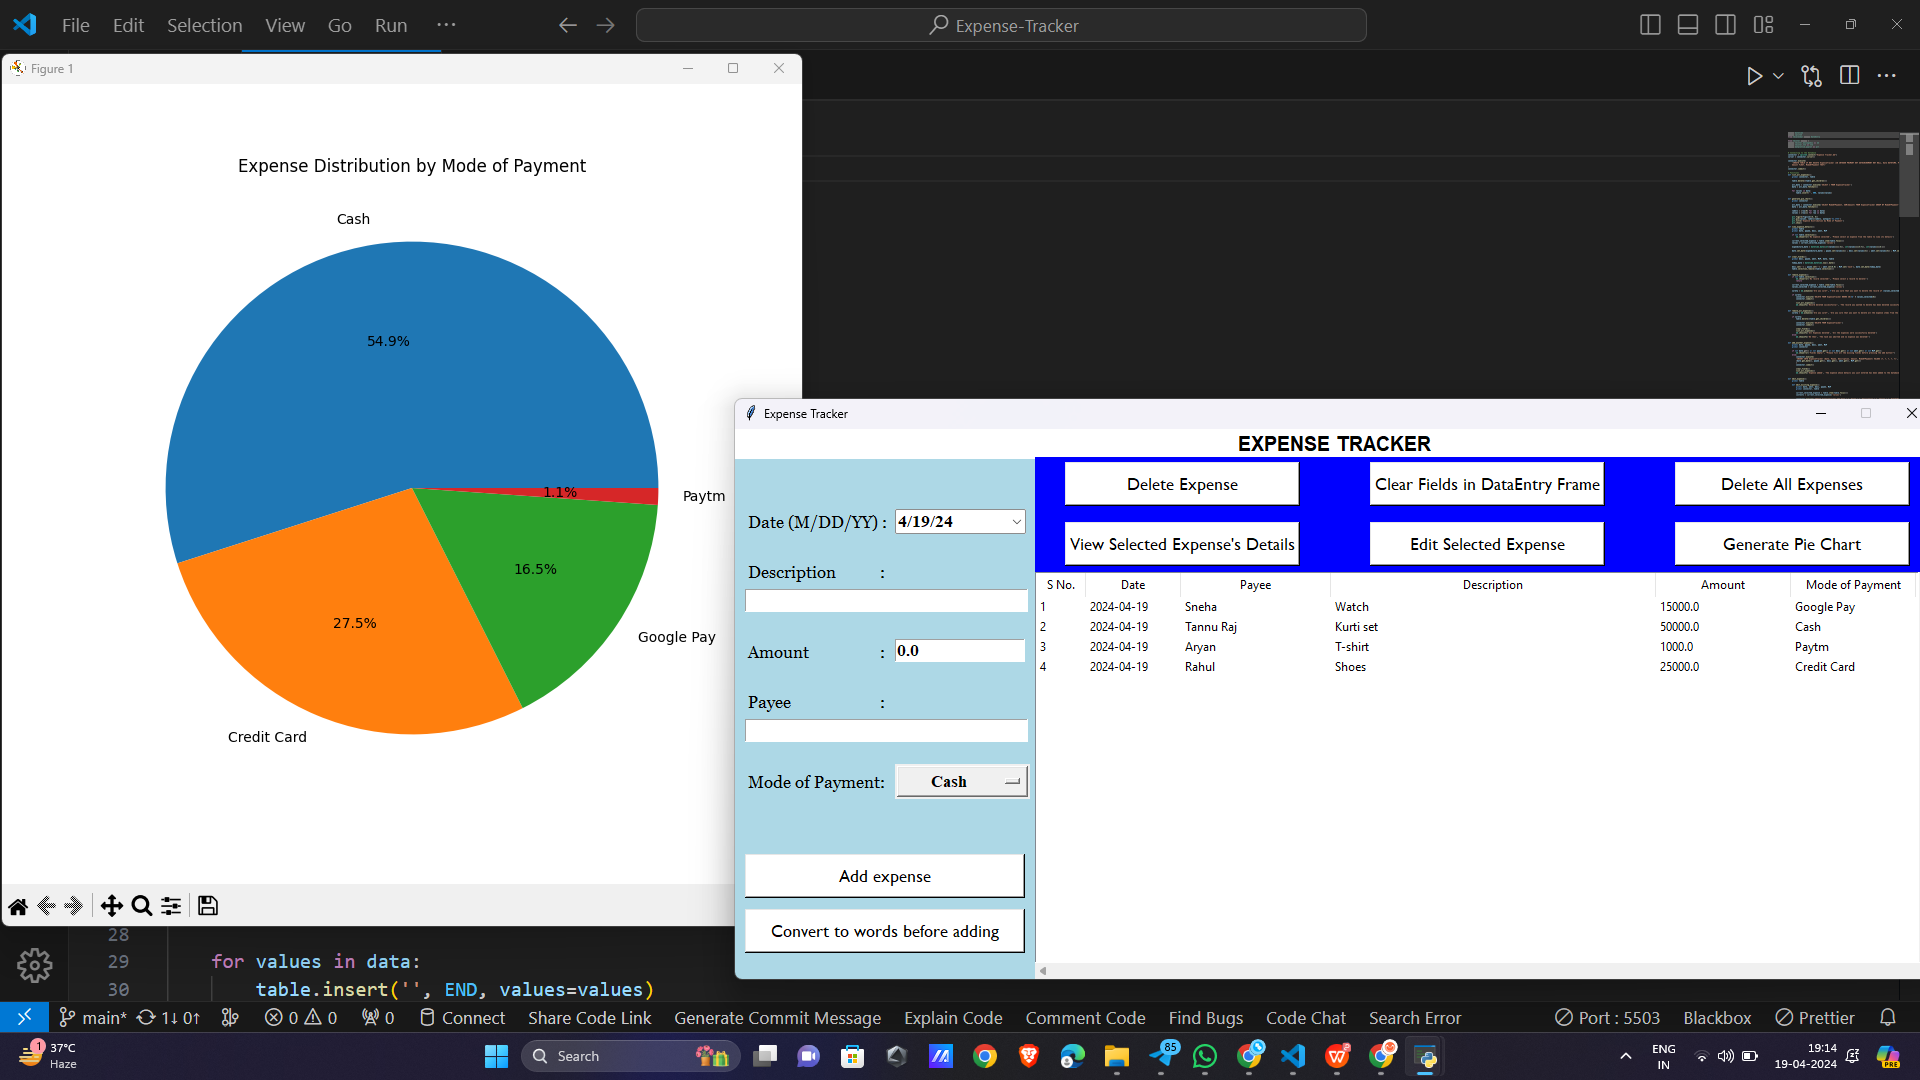 File Edit Selection View Go Run ···
Expense-Tracker
Figure 1
Expense Distribution by Mode of Payment
Cash
54.9%
1.1%
Paytm
16.5%
27.5%
Google Pay
Credit Card
Expense Tracker
EXPENSE TRACKER
Delete Expense Clear Fields in DataEntry Frame Delete All Expenses
View Selected Expense's Details Edit Selected Expense Generate Pie Chart
Date (M/DD/YY) : 4/19/24
Description :
Amount : 0.0
Payee :
Mode of Payment: Cash
Add expense
Convert to words before adding
S No. Date Payee Description Amount Mode of Payment
1 2024-04-19 Sneha Watch 15000.0 Google Pay
2 2024-04-19 Tannu Raj Kurti set 50000.0 Cash
3 2024-04-19 Aryan T-shirt 1000.0 Paytm
4 2024-04-19 Rahul Shoes 25000.0 Credit Card
28
29 for values in data:
30 table.insert('', END, values=values)
main* 1↓ 0↑ 0 0 0 Connect Share Code Link Generate Commit Message Explain Code Comment Code Find Bugs Code Chat Search Error Port : 5503 Blackbox Prettier
1 37°C
Haze
Search
85
ENG
IN
19:14
19-04-2024
PRE